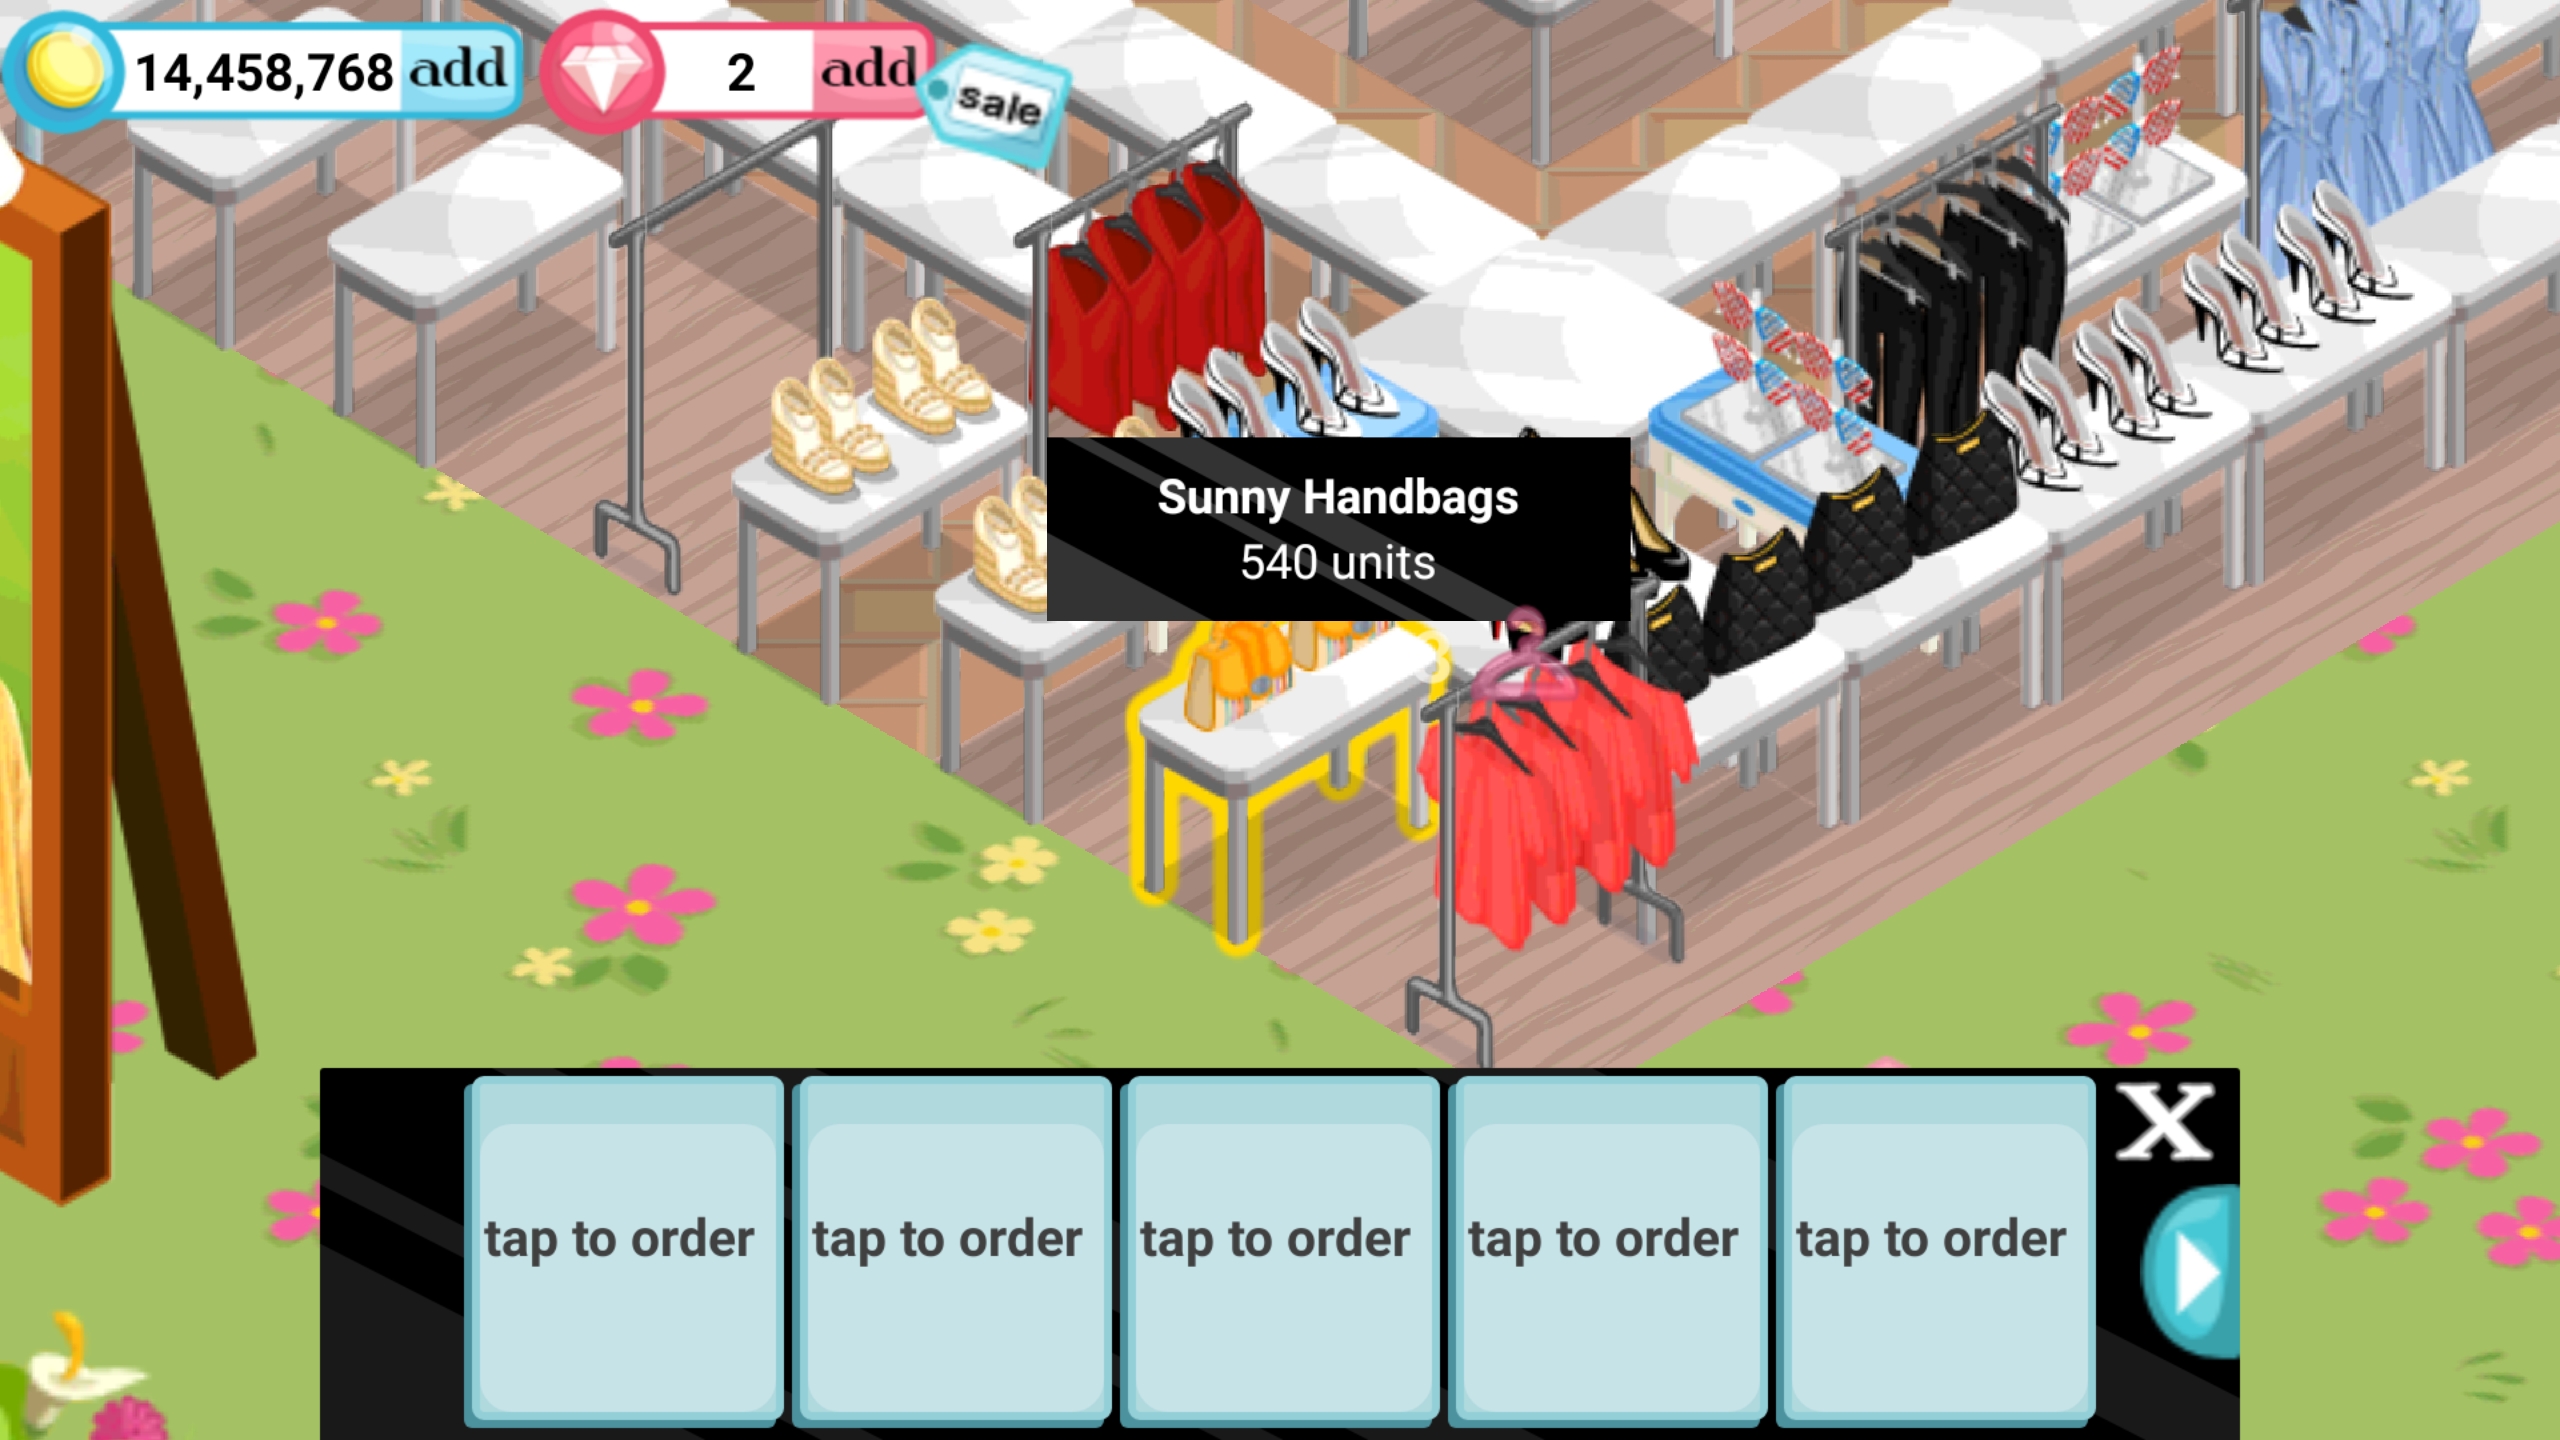 14,458,768 add
2 add
sale
Sunny Handbags
540 units
tap to order
tap to order
tap to order
tap to order
tap to order
X